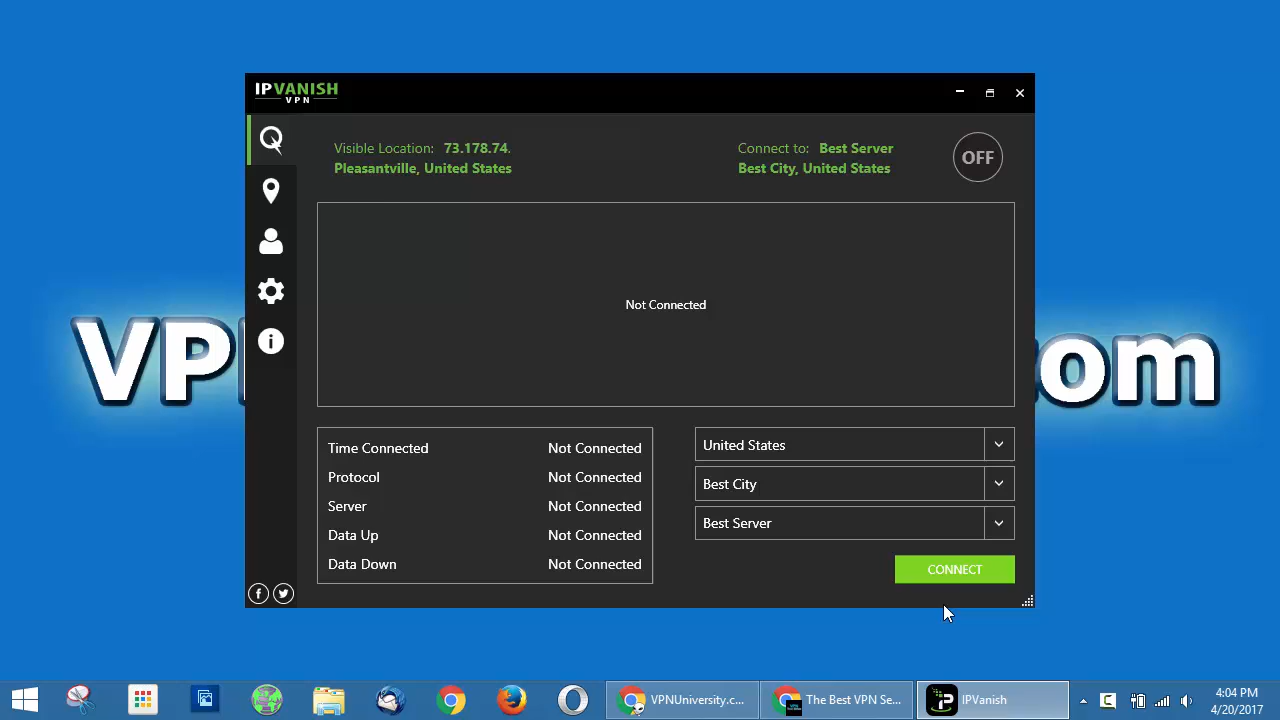 IPVANISH
VPN
Visible Location: 73.178.74.
Pleasantville, United States
Connect to: Best Server
Best City, United States
OFF
Not Connected
VP
om
Time Connected Not Connected
Protocol Not Connected
Server Not Connected
Data Up Not Connected
Data Down Not Connected
United States
Best City
Best Server
CONNECT
VPNUniversity.c...
The Best VPN Se...
IPVanish
4:04 PM
4/20/2017